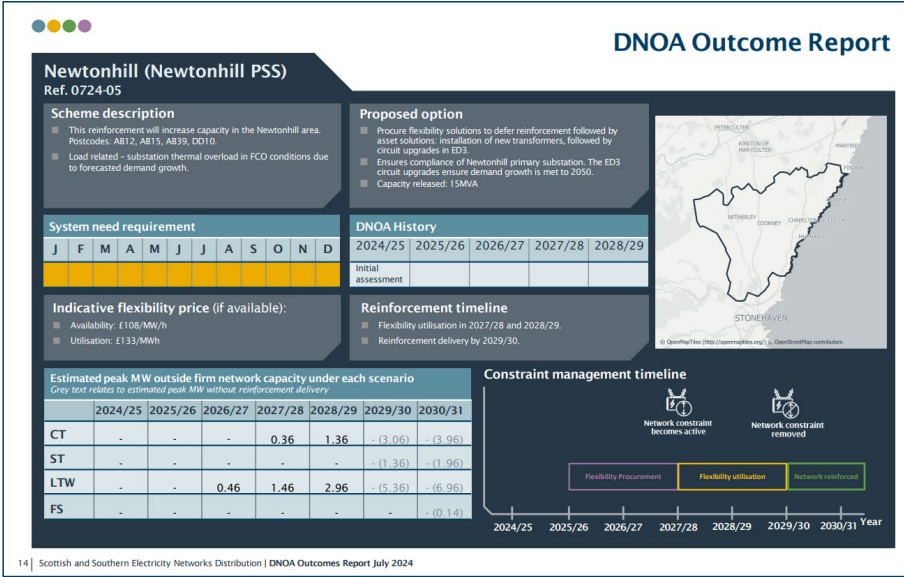 DNOA Outcome Report
Newtonhill (Newtonhill PSS)
Ref. 0724-05
Scheme description
This reinforcement will increase capacity in the Newtonhill area.
Postcodes: AB12, AB15, AB39, DD10.
Load related – substation thermal overload in FCO conditions due
to forecasted demand growth.
Proposed option
Procure flexibility solutions to defer reinforcement followed by
asset solutions: installation of new transformers, followed by
circuit upgrades in ED3.
Ensures compliance of Newtonhill primary substation. The ED3
circuit upgrades ensure demand growth is met to 2050.
Capacity released: 15MVA
PETERCULTER
KIRKTON OF
MARYCULTER
MARYWELL
FINDON
NETHERLEY
COOKNEY
STONEHAVEN
© OpenMapTiles (http://openmaptiles.org/), OpenStreetMap contributors
System need requirement
J F M A M J J A S O N D
DNOA History
2024/25 2025/26 2026/27 2027/28 2028/29
Initial
assessment
Indicative flexibility price (if available):
Availability: £108/MW/h
Utilisation: £133/MWh
Reinforcement timeline
Flexibility utilisation in 2027/28 and 2028/29.
Reinforcement delivery by 2029/30.
Estimated peak MW outside firm network capacity under each scenario
Grey text relates to estimated peak MW without reinforcement delivery
2024/25 2025/26 2026/27 2027/28 2028/29 2029/30 2030/31
CT - - - 0.36 1.36 - (3.06) - (3.96)
ST - - - - - - (1.36) - (1.96)
LTW - - 0.46 1.46 2.96 - (5.36) - (6.96)
FS - - - - - - - (0.14)
Constraint management timeline
Network constraint
becomes active
Network constraint
removed
Flexibility Procurement
Flexibility utilisation
Network reinforced
2024/25 2025/26 2026/27 2027/28 2028/29 2029/30 2030/31 Year
14 | Scottish and Southern Electricity Networks Distribution | DNOA Outcomes Report July 2024